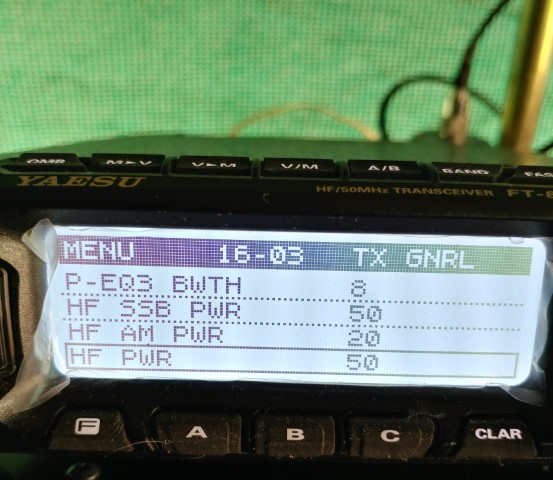 M►V V►M V/M A/B BAND
YAESU
HF/50MHz TRANSCEIVER
MENU 16-03 TX GNRL
P-EQ3 BWTH 8
HF SSB PWR 50
HF AM PWR 20
HF PWR 50
F A B C CLAR